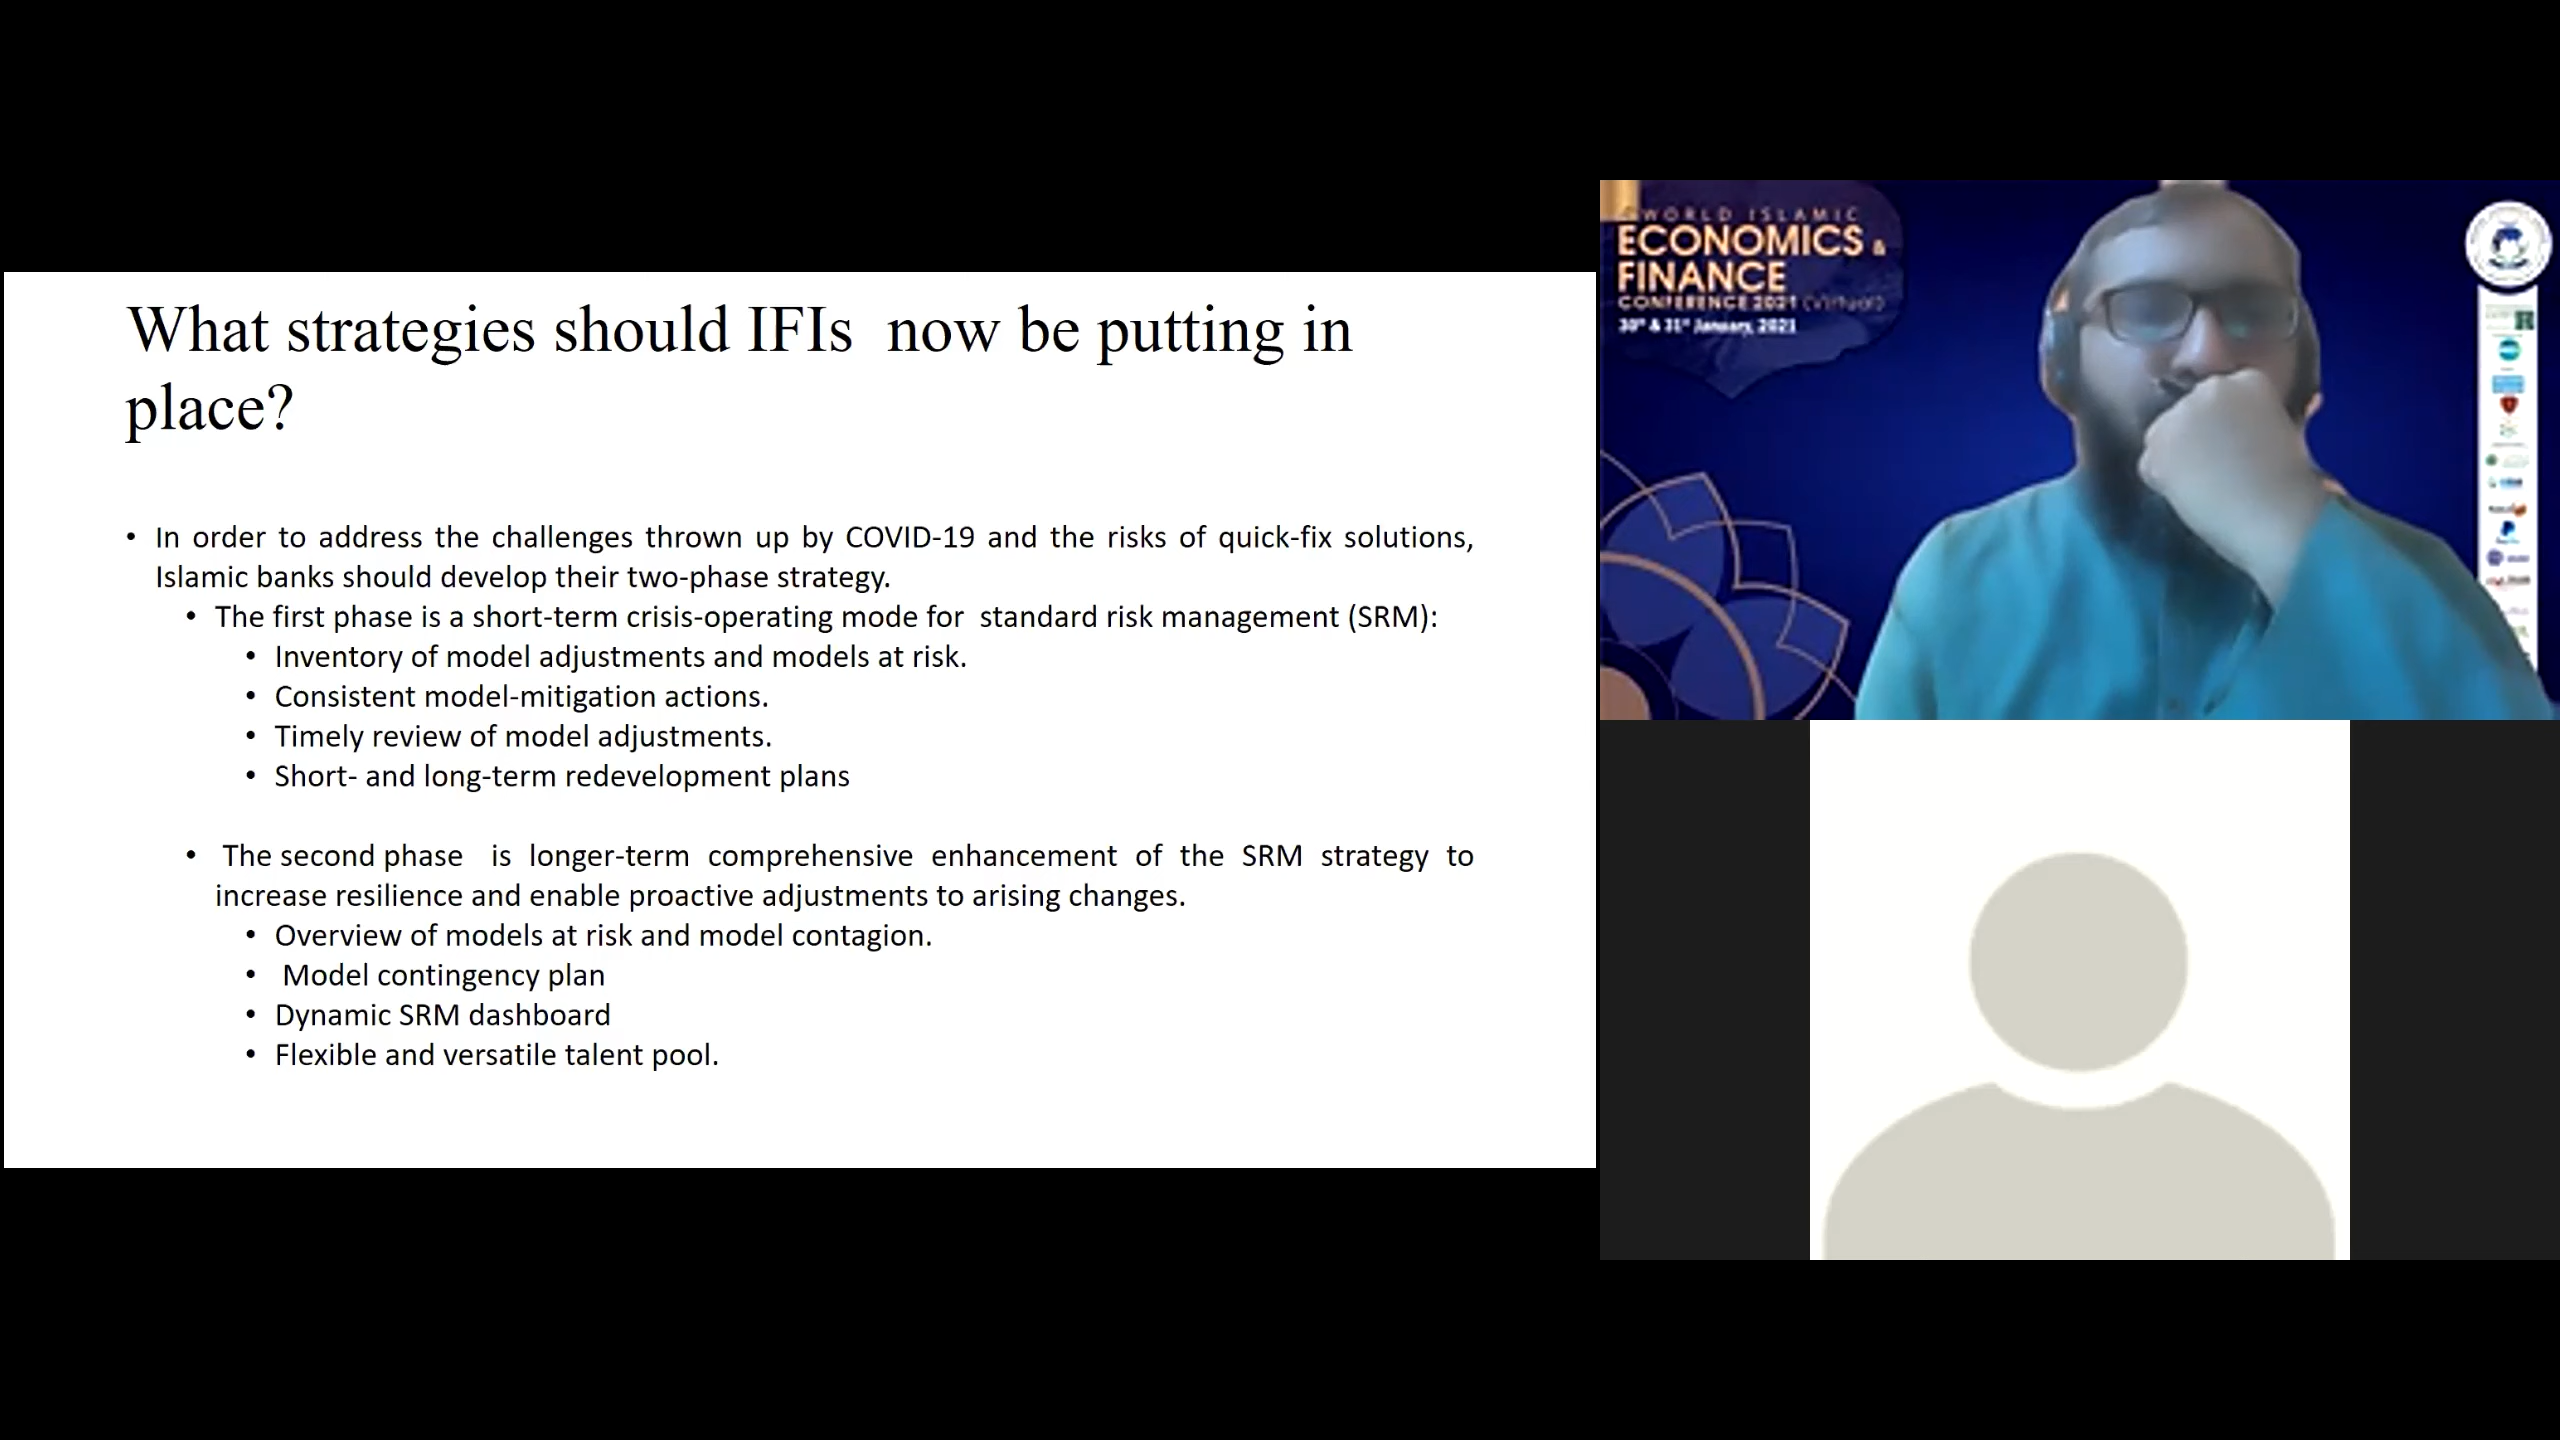 What strategies should IFIs  now be putting in
place?
• In order to address the challenges thrown up by COVID-19 and the risks of quick-fix solutions,
Islamic banks should develop their two-phase strategy.
• The first phase is a short-term crisis-operating mode for  standard risk management (SRM):
• Inventory of model adjustments and models at risk.
• Consistent model-mitigation actions.
• Timely review of model adjustments.
• Short- and long-term redevelopment plans
• The second phase  is longer-term comprehensive enhancement of the SRM strategy to
increase resilience and enable proactive adjustments to arising changes.
• Overview of models at risk and model contagion.
• Model contingency plan
• Dynamic SRM dashboard
• Flexible and versatile talent pool.
WORLD ISLAMIC
ECONOMICS &
FINANCE
CONFERENCE 2021 (Virtual)
30th & 31st January, 2021